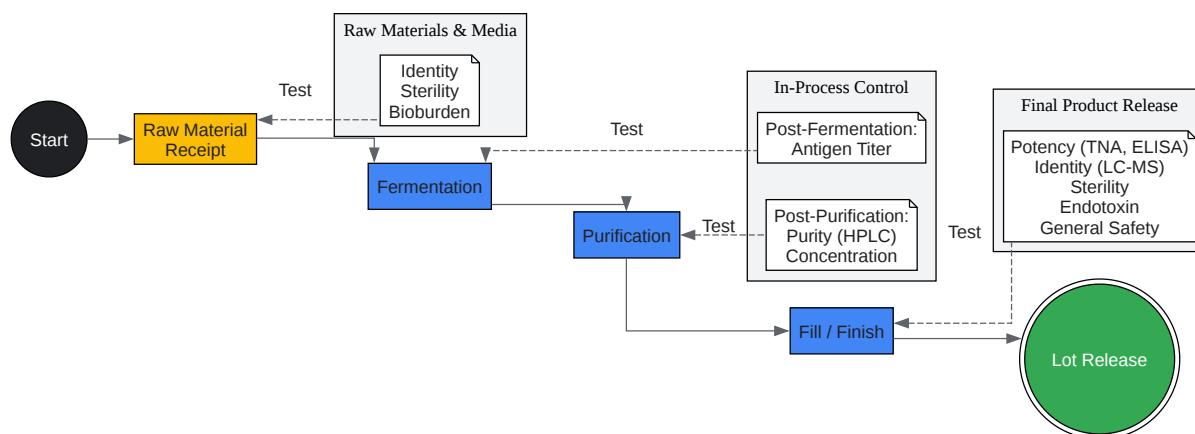 Raw Materials & Media
Identity
Sterility
Bioburden
Test
Start
Raw Material
Receipt
In-Process Control
Post-Fermentation:
Antigen Titer
Test
Fermentation
Post-Purification:
Purity (HPLC)
Concentration
Test
Purification
Final Product Release
Potency (TNA, ELISA)
Identity (LC-MS)
Sterility
Endotoxin
General Safety
Test
Fill / Finish
Lot Release